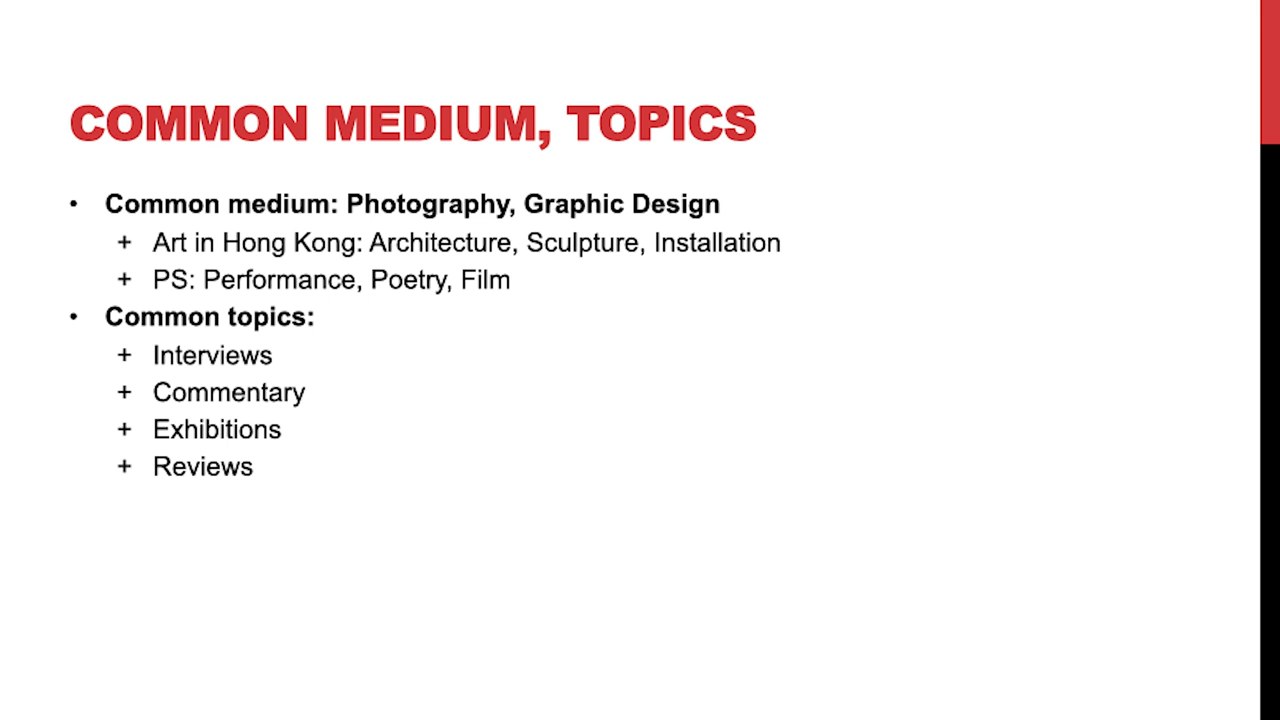 COMMON MEDIUM, TOPICS
• Common medium: Photography, Graphic Design
+ Art in Hong Kong: Architecture, Sculpture, Installation
+ PS: Performance, Poetry, Film
• Common topics:
+ Interviews
+ Commentary
+ Exhibitions
+ Reviews